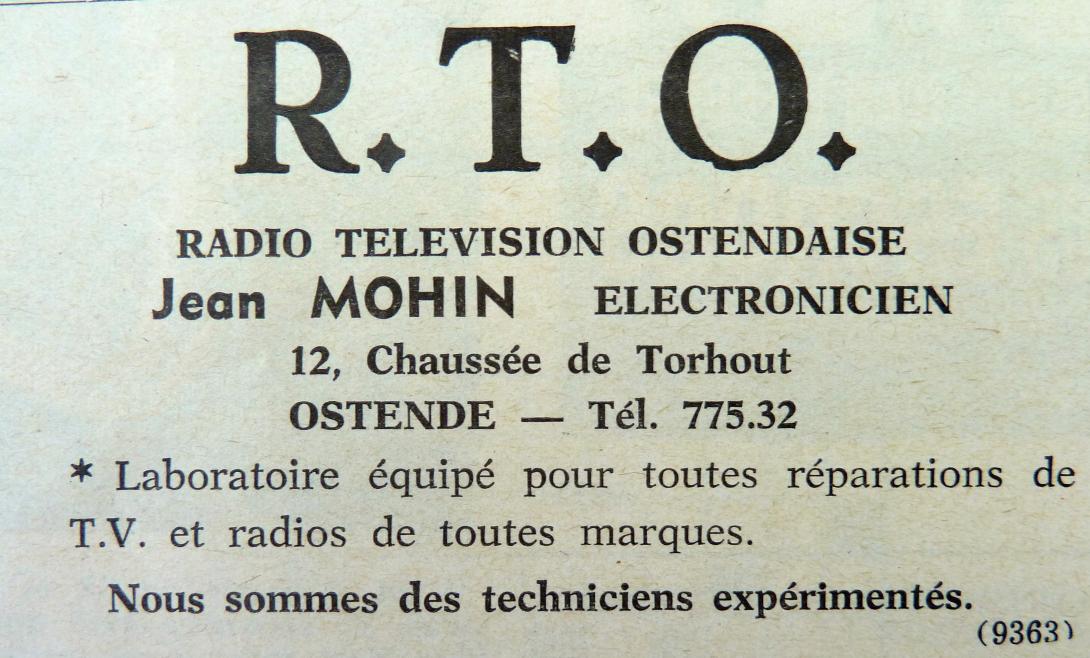 R.T.O.
RADIO TELEVISION OSTENDAISE
Jean MOHIN ELECTRONICIEN
12, Chaussée de Torhout
OSTENDE — Tél. 775.32
* Laboratoire équipé pour toutes réparations de
T.V. et radios de toutes marques.
Nous sommes des techniciens expérimentés.
(9363)